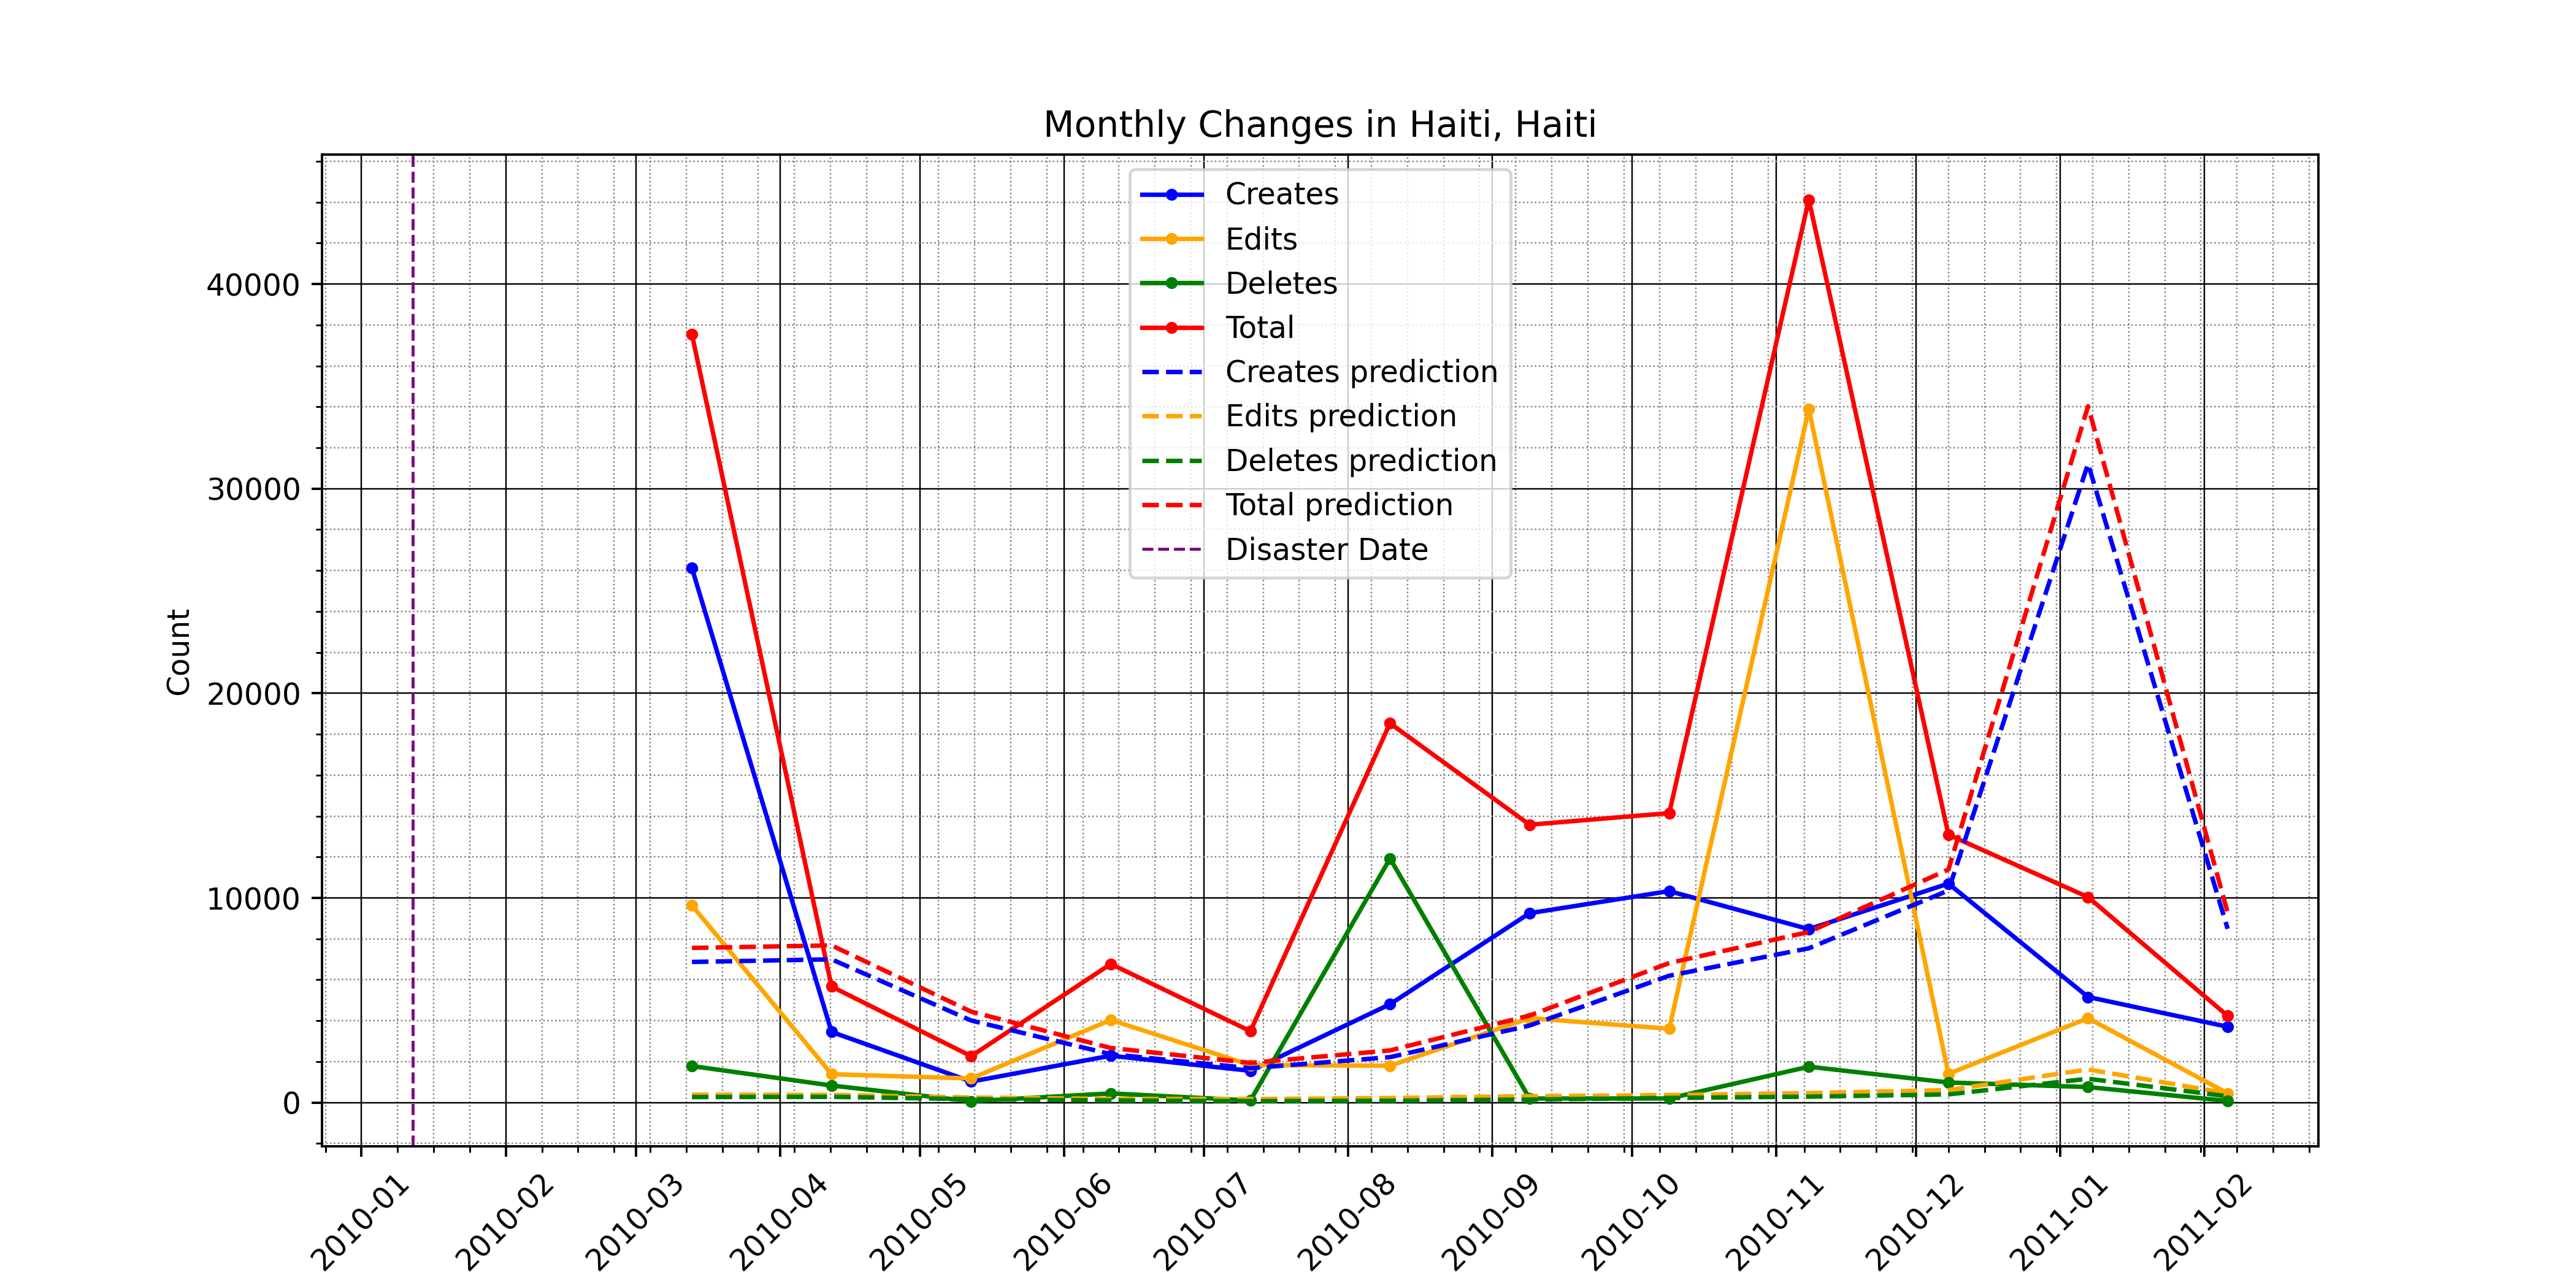 Monthly Changes in Haiti, Haiti
Creates
Edits
Deletes
Total
Creates prediction
Edits prediction
Deletes prediction
Total prediction
Disaster Date
Count
40000
30000
20000
10000
0
2010-01
2010-02
2010-03
2010-04
2010-05
2010-06
2010-07
2010-08
2010-09
2010-10
2010-11
2010-12
2011-01
2011-02